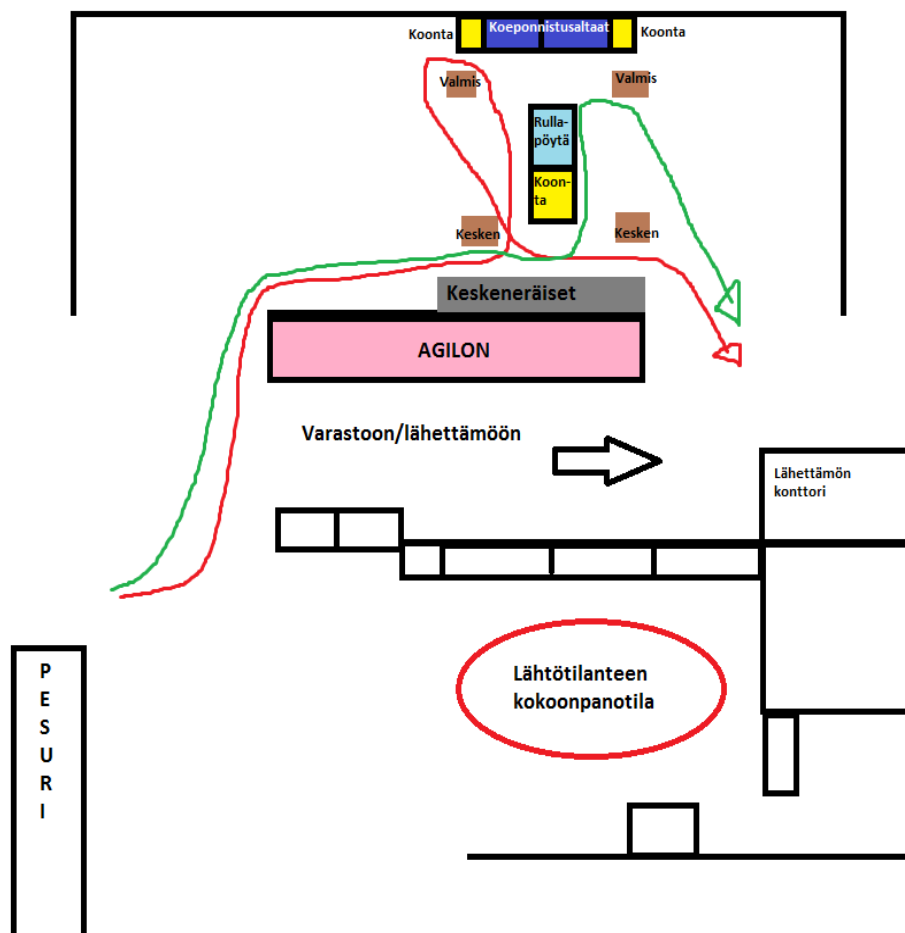 Koonta
Koeponnistusaltaat
Koonta
Valmis
Valmis
Rulla-
pöytä
Koon-
ta
Kesken
Kesken
Keskeneräiset
AGILON
Varastoon/lähettämöön
Lähettämön
konttori
Lähtötilanteen
kokoonpanotila
P
E
S
U
R
I